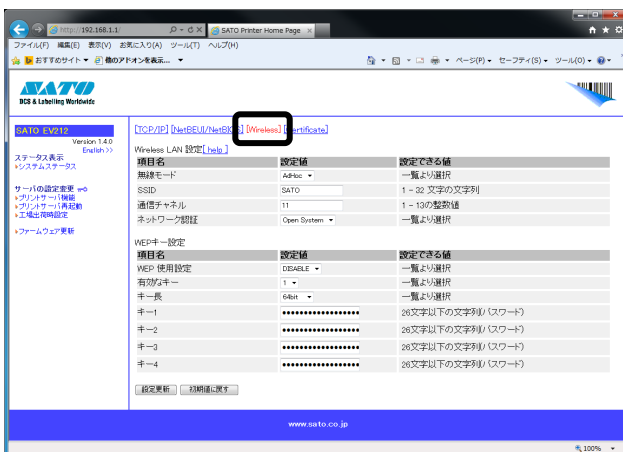 http://192.168.1.1/
SATO Printer Home Page
ファイル(F) 編集(E) 表示(V) お気に入り(A) ツール(T) ヘルプ(H)
おすすめサイト 他のアドオンを表示...
ページ(P) セーフティ(S) ツール(O)
SATO
DCS & Labelling Worldwide
SATO EV212
Version 1.4.0
English >>
ステータス表示
システムステータス
サーバの設定変更
プリントサーバ機能
プリントサーバ再起動
工場出荷時設定
ファームウェア更新
[TCP/IP] [NetBEUI/NetBI S] [Wireless] [ ertificate]
Wireless LAN 設定[ help ]
項目名 設定値 設定できる値
無線モード AdHoc 一覧より選択
SSID SATO 1 - 32 文字の文字列
通信チャネル 11 1 - 13の整数値
ネットワーク認証 Open System 一覧より選択
WEPキー設定
項目名 設定値 設定できる値
WEP 使用設定 DISABLE 一覧より選択
有効なキー 1 一覧より選択
キー長 64bit 一覧より選択
キー1 •••••••••••••••••• 26文字以下の文字列(パスワード)
キー2 •••••••••••••••••• 26文字以下の文字列(パスワード)
キー3 •••••••••••••••••• 26文字以下の文字列(パスワード)
キー4 •••••••••••••••••• 26文字以下の文字列(パスワード)
設定更新 初期値に戻す
www.sato.co.jp
100%